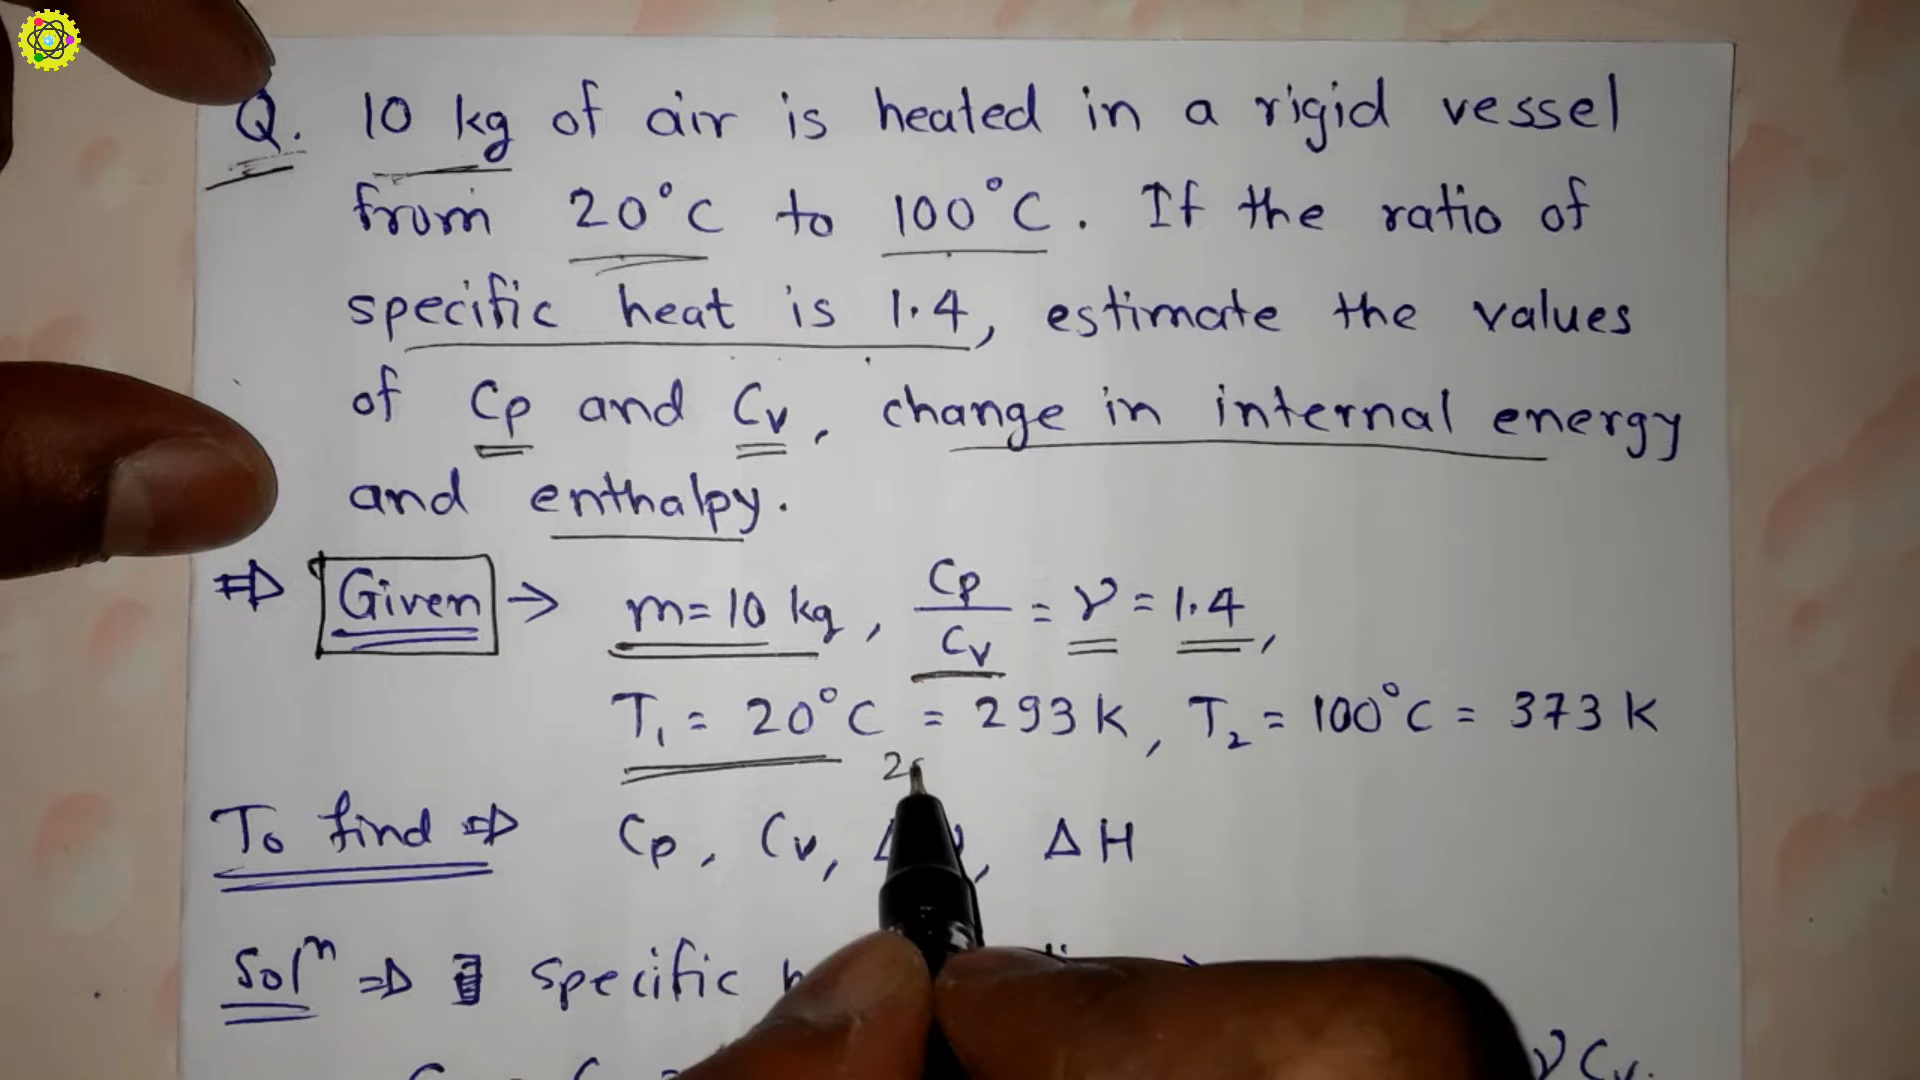 Q. 10 kg of air is heated in a rigid vessel
from 20°C to 100°C. If the ratio of
specific heat is 1.4, estimate the values
of Cp and Cv, change in internal energy
and enthalpy.
⇒ Given → m = 10 kg, Cp/Cv = γ = 1.4,
T₁ = 20°C = 293 K, T₂ = 100°C = 373 K
2
To find ⇒ Cp, Cv, Δ , ΔH
Solⁿ ⇒ specific
γ Cv.